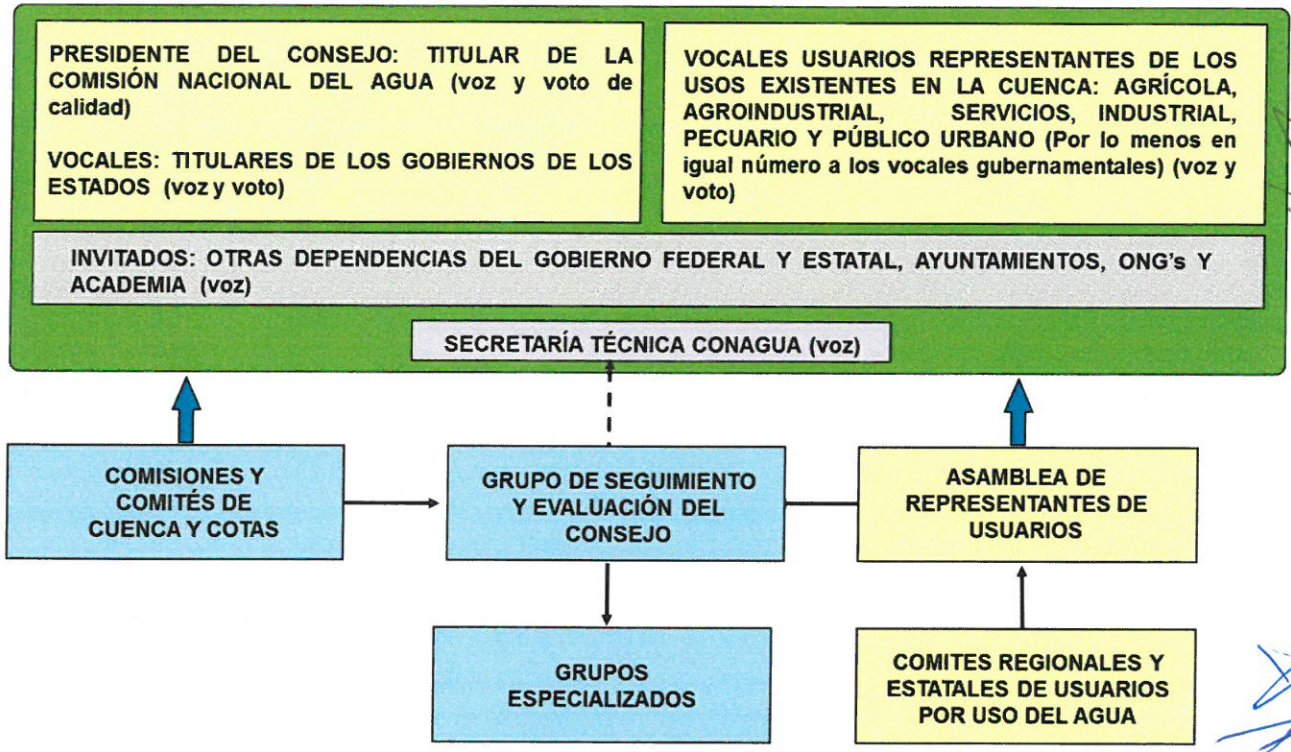 PRESIDENTE DEL CONSEJO: TITULAR DE LA
COMISIÓN NACIONAL DEL AGUA (voz y voto de
calidad)
VOCALES: TITULARES DE LOS GOBIERNOS DE LOS
ESTADOS (voz y voto)
VOCALES USUARIOS REPRESENTANTES DE LOS
USOS EXISTENTES EN LA CUENCA: AGRÍCOLA,
AGROINDUSTRIAL, SERVICIOS, INDUSTRIAL,
PECUARIO Y PÚBLICO URBANO (Por lo menos en
igual número a los vocales gubernamentales) (voz y
voto)
INVITADOS: OTRAS DEPENDENCIAS DEL GOBIERNO FEDERAL Y ESTATAL, AYUNTAMIENTOS, ONG's Y
ACADEMIA (voz)
SECRETARÍA TÉCNICA CONAGUA (voz)
COMISIONES Y
COMITÉS DE
CUENCA Y COTAS
GRUPO DE SEGUIMIENTO
Y EVALUACIÓN DEL
CONSEJO
ASAMBLEA DE
REPRESENTANTES DE
USUARIOS
GRUPOS
ESPECIALIZADOS
COMITES REGIONALES Y
ESTATALES DE USUARIOS
POR USO DEL AGUA